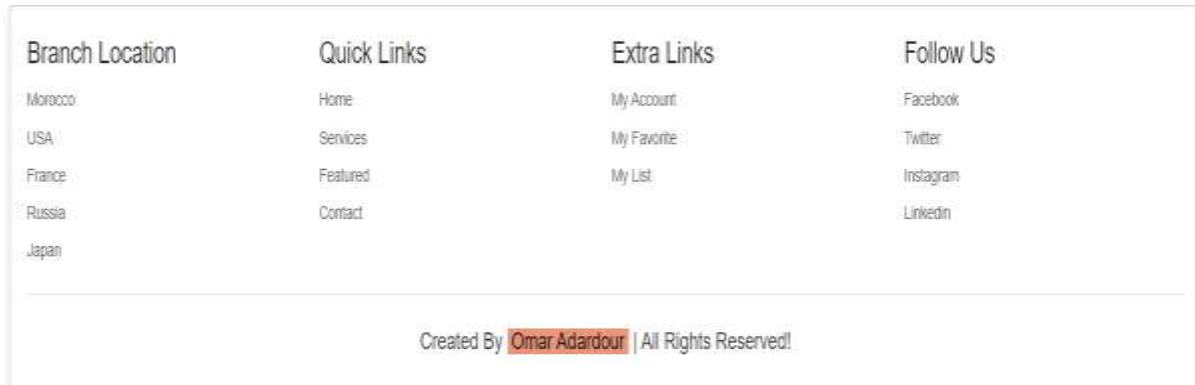 Branch Location
Morocco
USA
France
Russia
Japan
Quick Links
Home
Services
Featured
Contact
Extra Links
My Account
My Favorite
My List
Follow Us
Facebook
Twitter
Instagram
Linkedin
Created By Omar Adardour | All Rights Reserved!